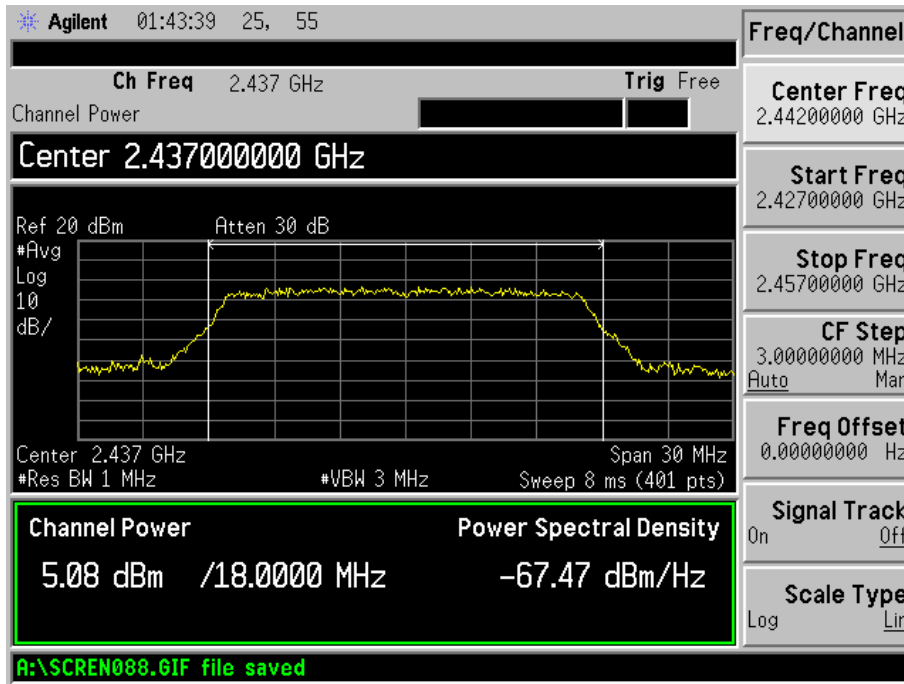 Agilent 01:43:39 25, 55
Ch Freq 2.437 GHz Trig Free
Channel Power
Center 2.437000000 GHz
Ref 20 dBm Atten 30 dB
#Avg
Log
10
dB/
Center 2.437 GHz Span 30 MHz
#Res BW 1 MHz #VBW 3 MHz Sweep 8 ms (401 pts)
Channel Power Power Spectral Density
5.08 dBm /18.0000 MHz -67.47 dBm/Hz
A:\SCREN088.GIF file saved
Freq/Channel
Center Freq
2.44200000 GHz
Start Freq
2.42700000 GHz
Stop Freq
2.45700000 GHz
CF Step
3.00000000 MHz
Auto Man
Freq Offset
0.00000000 Hz
Signal Track
On Off
Scale Type
Log Lin